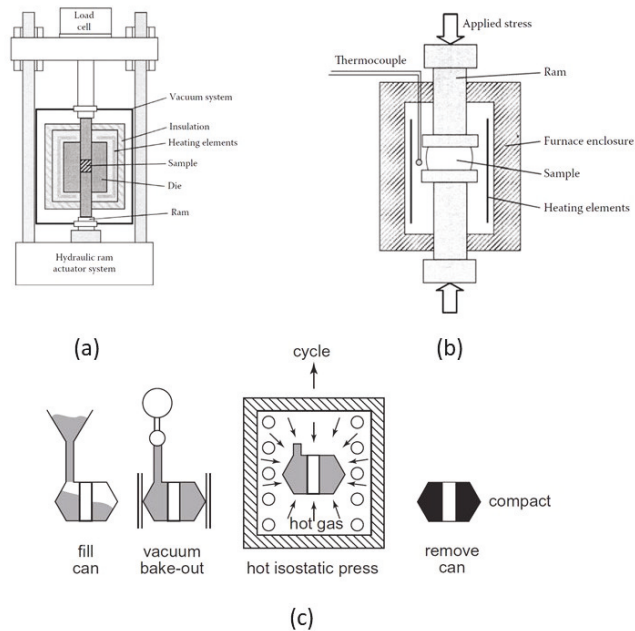 Load
cell
Vacuum system
Insulation
Heating elements
Sample
Die
Ram
Hydraulic ram
actuator system
(a)
Applied stress
Thermocouple
Ram
Furnace enclosure
Sample
Heating elements
(b)
cycle
hot gas
compact
fill
can
vacuum
bake-out
hot isostatic press
remove
can
(c)